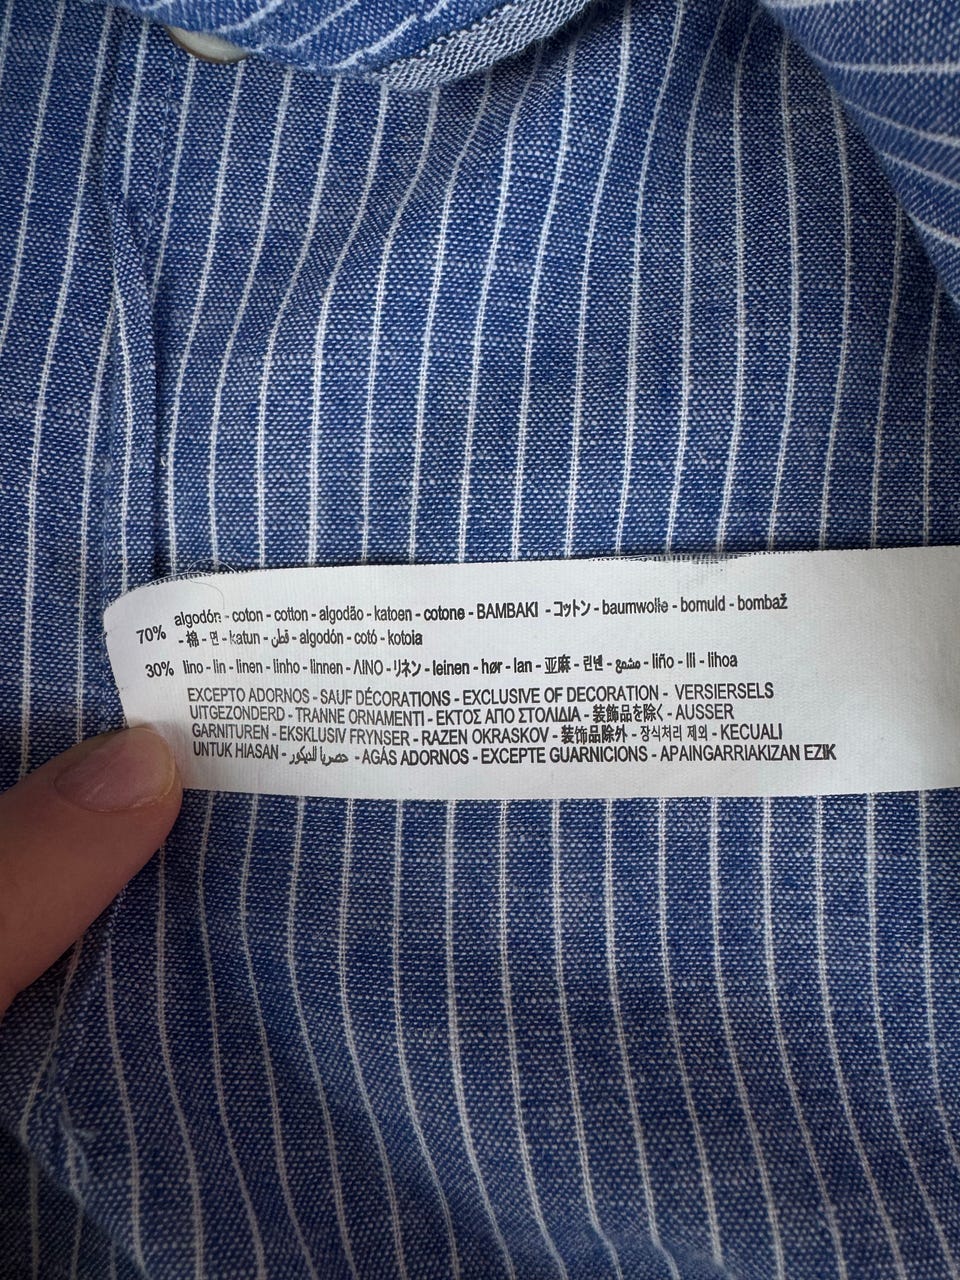 70% algodón - coton - cotton - algodão - katoen - cotone - ΒΑΜΒΑΚΙ - コットン - baumwolle - bomuld - bombaž
- 棉 - 면 - katun - قطن - algodón - cotó - kotoia
30% lino - lin - linen - linho - linnen - ΛΙΝΟ - リネン - leinen - hør - lan - 亚麻 - 린넨 - مشمع - liño - lli - lihoa
EXCEPTO ADORNOS - SAUF DÉCORATIONS - EXCLUSIVE OF DECORATION - VERSIERSELS
UITGEZONDERD - TRANNE ORNAMENTI - ΕΚΤΟΣ ΑΠΟ ΣΤΟΛΙΔΙΑ - 装飾品を除く - AUSSER
GARNITUREN - EKSKLUSIV FRYNSER - RAZEN OKRASKOV - 装饰品除外 - 장식처리 제외 - KECUALI
UNTUK HIASAN - حصريا للديكور - AGÁS ADORNOS - EXCEPTE GUARNICIONS - APAINGARRIAKIZAN EZIK